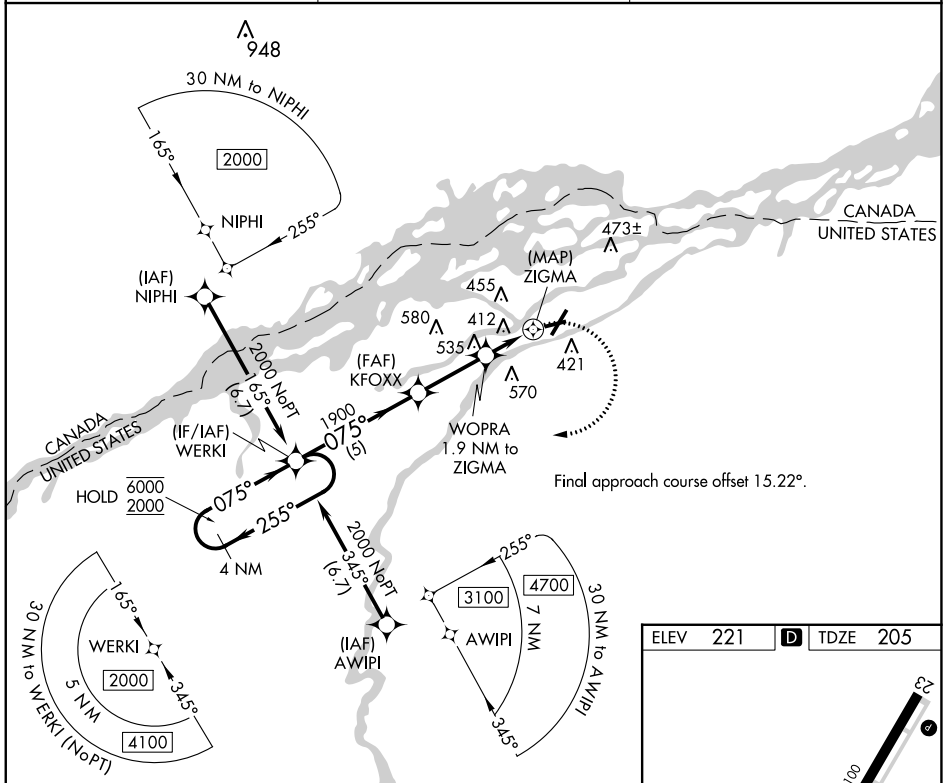 948
30 NM to NIPHI
165°
2000
NIPHI
255°
CANADA
UNITED STATES
473±
(MAP)
ZIGMA
(IAF)
NIPHI
455
580
412
535
421
570
2000 NoPT
165°
(6.7)
(FAF)
KFOXX
1900
075°
(5)
WOPRA
1.9 NM to
ZIGMA
CANADA
UNITED STATES
(IF/IAF)
WERKI
HOLD
6000
2000
075°
255°
4 NM
Final approach course offset 15.22°.
2000 NoPT
345°
(6.7)
(IAF)
AWIPI
165°
WERKI
2000
345°
5 NM
4100
30 NM to WERKI (NoPT)
255°
3100
4700
7 NM
AWIPI
345°
30 NM to AWIPI
ELEV 221 D TDZE 205
23
P
100